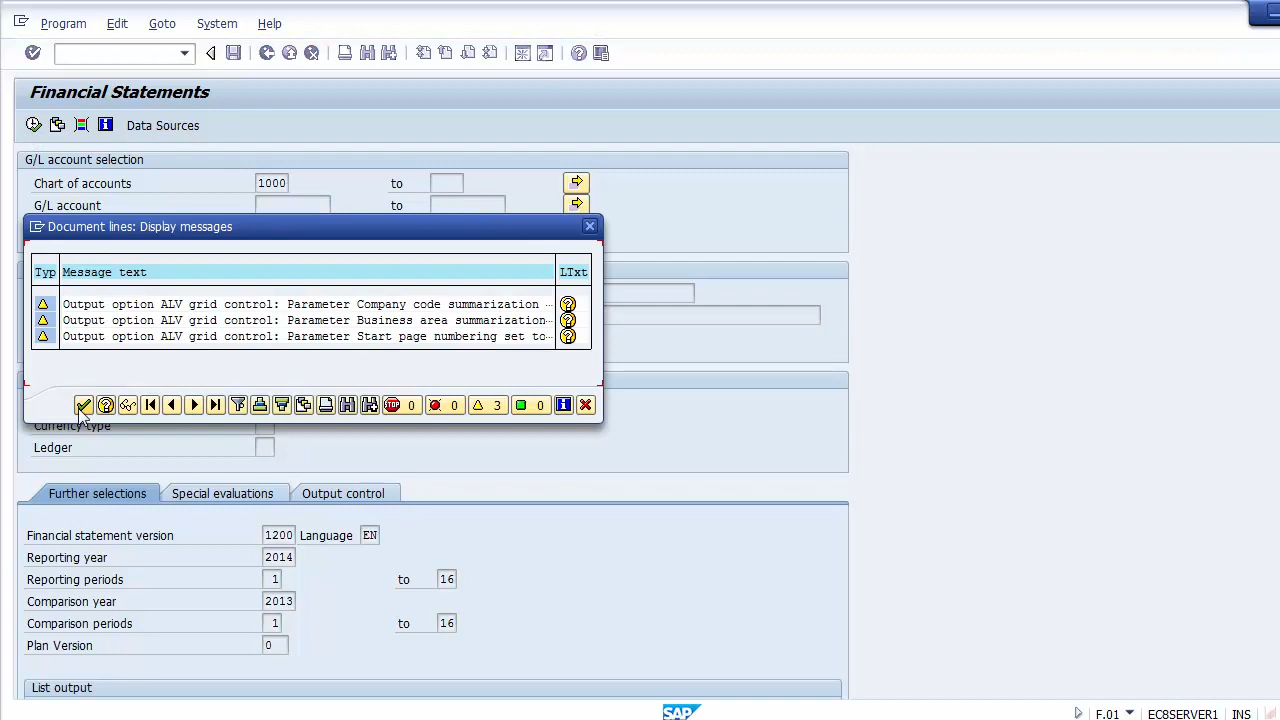 Program Edit Goto System Help
Financial Statements
Data Sources
G/L account selection
Chart of accounts 1000 to
G/L account to
Document lines: Display messages
Typ Message text LTxt
Output option ALV grid control: Parameter Company code summarization ...
Output option ALV grid control: Parameter Business area summarization...
Output option ALV grid control: Parameter Start page numbering set to...
STOP 0 0 3 0
Currency type
Ledger
Further selections Special evaluations Output control
Financial statement version 1200 Language EN
Reporting year 2014
Reporting periods 1 to 16
Comparison year 2013
Comparison periods 1 to 16
Plan Version 0
List output
SAP F.01 EC8SERVER1 INS